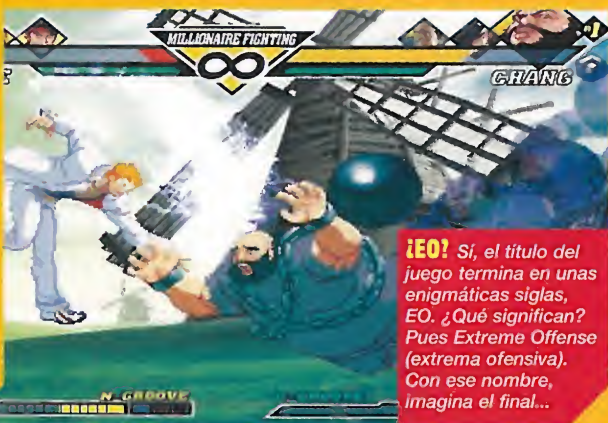 MILLIONAIRE FIGHTING
#1
CHANG
N-GROOVE
¿EO? Sí, el título del
juego termina en unas
enigmáticas siglas,
EO. ¿Qué significan?
Pues Extreme Offense
(extrema ofensiva).
Con ese nombre,
imagina el final...